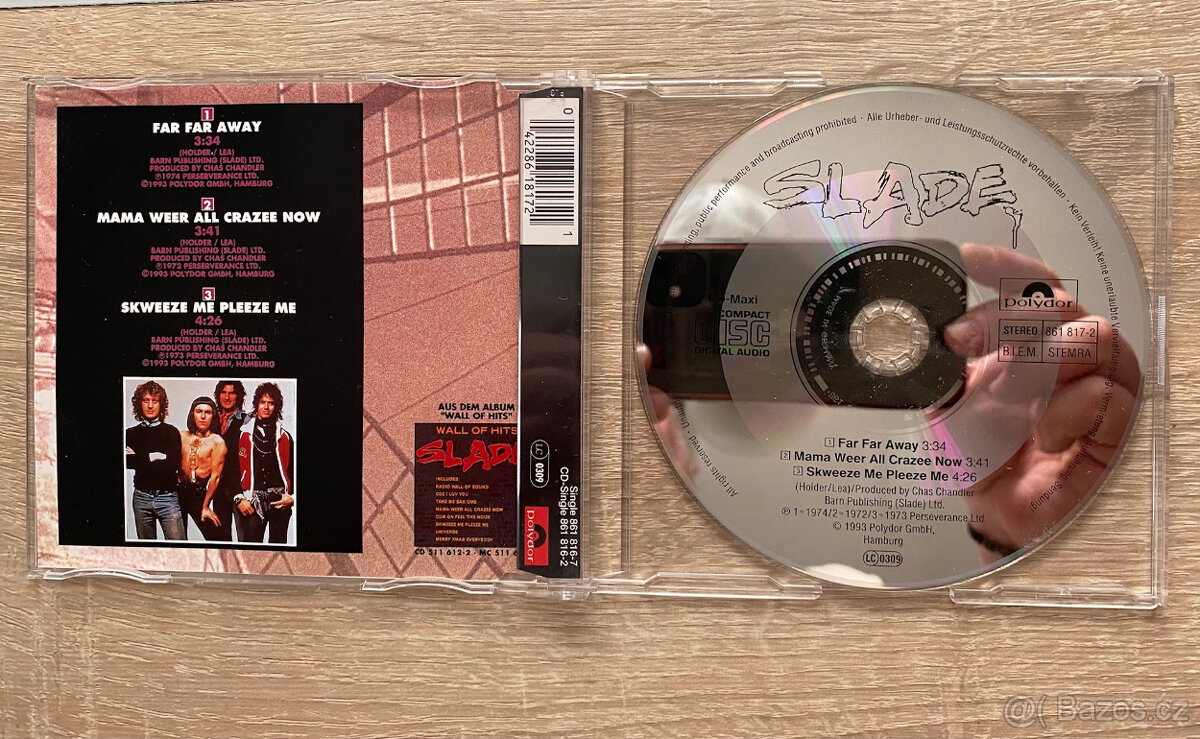 1
FAR FAR AWAY
3:34
(HOLDER / LEA)
BARN PUBLISHING (SLADE) LTD.
PRODUCED BY CHAS CHANDLER
℗1974 PERSEVERANCE LTD.
©1993 POLYDOR GMBH, HAMBURG
2
MAMA WEER ALL CRAZEE NOW
3:41
(HOLDER / LEA)
BARN PUBLISHING (SLADE) LTD.
PRODUCED BY CHAS CHANDLER
℗1972 PERSEVERANCE LTD.
©1993 POLYDOR GMBH, HAMBURG
3
SKWEEZE ME PLEEZE ME
4:26
(HOLDER / LEA)
BARN PUBLISHING (SLADE) LTD.
PRODUCED BY CHAS CHANDLER
℗1973 PERSEVERANCE LTD.
©1993 POLYDOR GMBH, HAMBURG
AUS DEM ALBUM
"WALL OF HITS"
WALL OF HITS
SLADE
INCLUDES
RADIO WALL OF SOUND
COZ I LUV YOU
TAKE ME BAK 'OME
MAMA WEER ALL CRAZEE NOW
CUM ON FEEL THE NOIZE
SKWEEZE ME PLEEZE ME
UNIVERSE
MERRY XMAS EVERYBODY
CD 511 612-2 · MC 511 6
0 42286 18172 1
LC 0309
Single 861 816-7
CD-Single 861 816-2
polydor
public performance and broadcasting prohibited · Alle Urheber- und Leistungsschutzrechte vorbehalten · Kein Verleih! Keine unerlaubte Vervielfältigung, Vermietung,
Sendung!
All rights reserved ·
SLADE
polydor
STEREO 861 817-2
B.I.E.M. STEMRA
CD-Maxi
COMPACT
DISC
DIGITAL AUDIO
1 Far Far Away 3:34
2 Mama Weer All Crazee Now 3:41
3 Skweeze Me Pleeze Me 4:26
(Holder/Lea)/Produced by Chas Chandler
Barn Publishing (Slade) Ltd.
℗ 1=1974/2=1972/3=1973 Perseverance Ltd.
© 1993 Polydor GmbH,
Hamburg
LC 0309
@( Bazos.cz